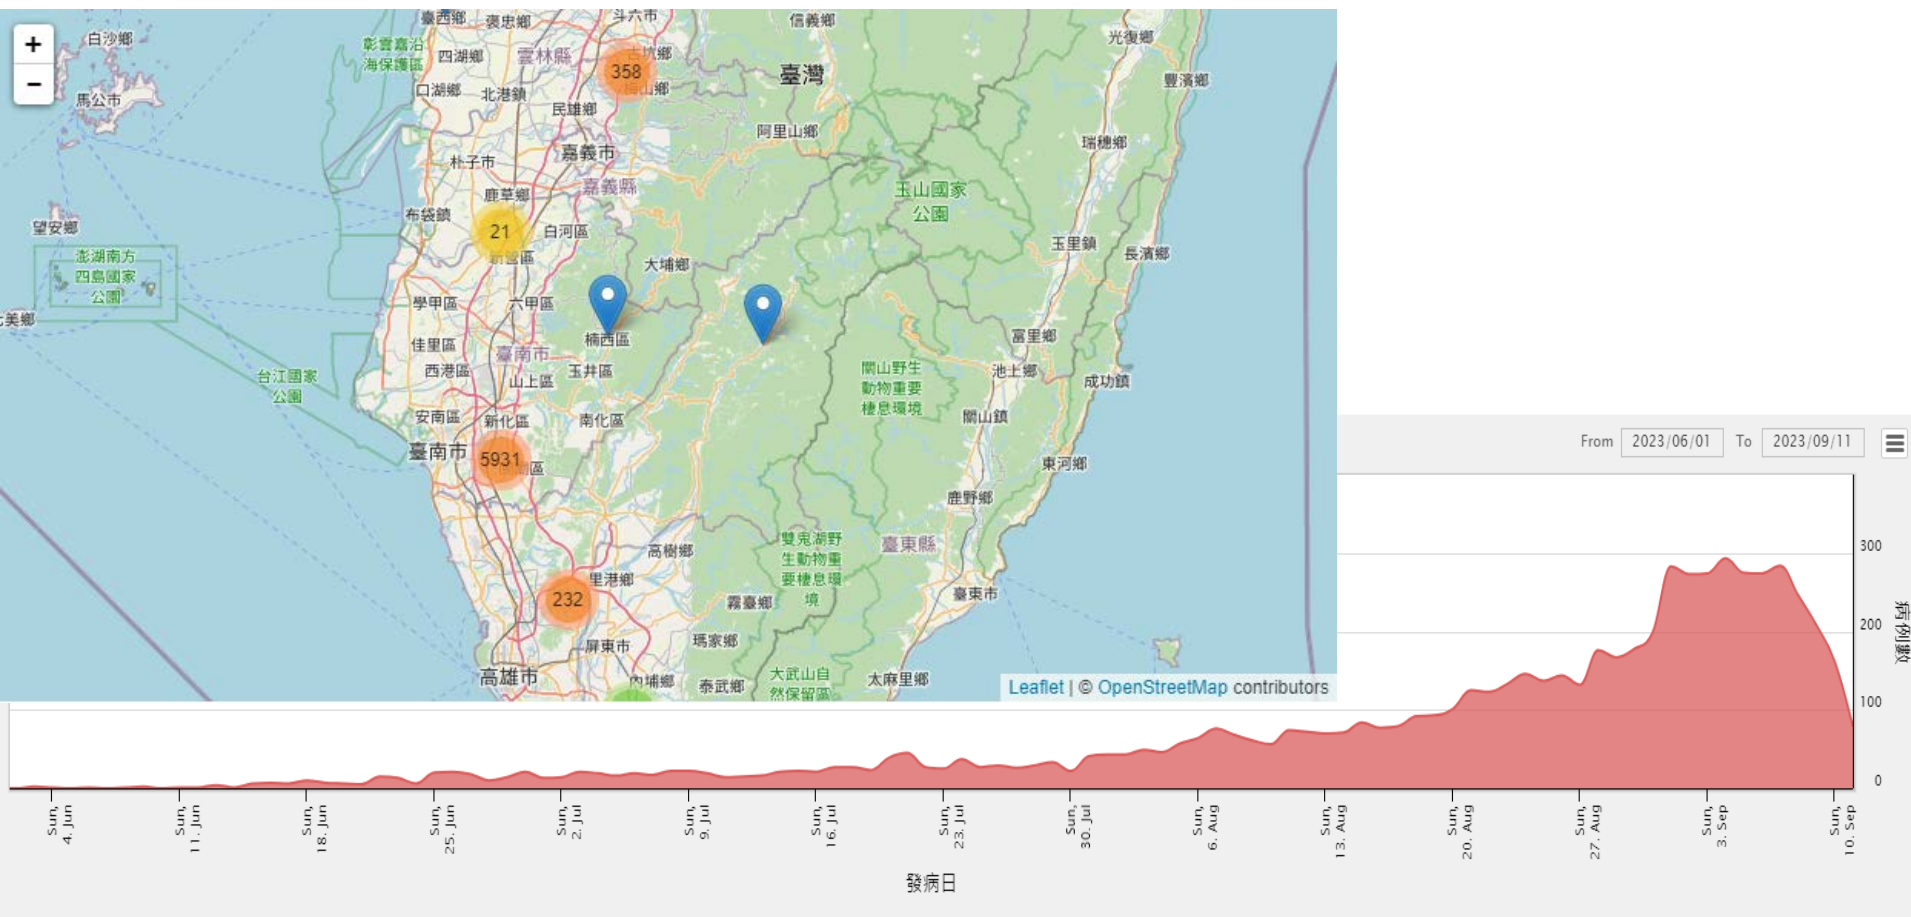 +
−
白沙鄉
馬公市
望安鄉
澎湖南方
四島國家
公園
美鄉
彰雲嘉沿
海保護區
臺西鄉
褒忠鄉
斗六市
信義鄉
光復鄉
四湖鄉
雲林縣
古坑鄉
358
臺灣
豐濱鄉
口湖鄉
北港鎮
梅山鄉
民雄鄉
阿里山鄉
瑞穗鄉
朴子市
嘉義市
鹿草鄉
嘉義縣
玉山國家
公園
布袋鎮
21
白河區
新營區
大埔鄉
玉里鎮
長濱鄉
學甲區
六甲區
楠西區
富里鄉
佳里區
臺南市
西港區
山上區
玉井區
關山野生
動物重要
棲息環境
池上鄉
成功鎮
台江國家
公園
安南區
新化區
南化區
關山鎮
臺南市
5931
區
東河鄉
鹿野鄉
高樹鄉
雙鬼湖野
生動物重
要棲息環
境
臺東縣
里港鄉
232
霧臺鄉
臺東市
屏東市
瑪家鄉
高雄市
內埔鄉
泰武鄉
大武山自
然保留區
太麻里鄉
Leaflet | © OpenStreetMap contributors
From 2023/06/01 To 2023/09/11
300
200
100
0
病例數
Sun, 4. Jun
Sun, 11. Jun
Sun, 18. Jun
Sun, 25. Jun
Sun, 2. Jul
Sun, 9. Jul
Sun, 16. Jul
Sun, 23. Jul
Sun, 30. Jul
Sun, 6. Aug
Sun, 13. Aug
Sun, 20. Aug
Sun, 27. Aug
Sun, 3. Sep
Sun, 10. Sep
發病日